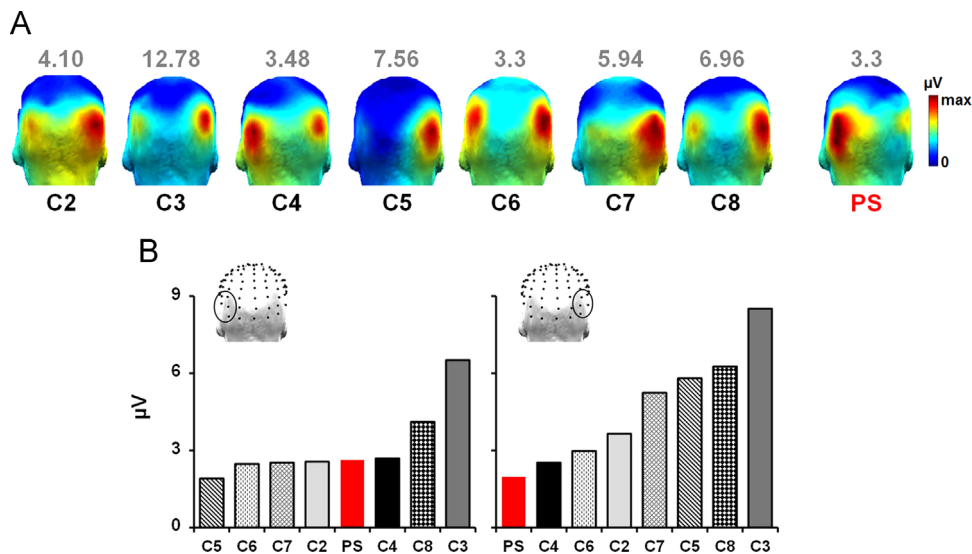 A
4.10 12.78 3.48 7.56 3.3 5.94 6.96 3.3
µV
max
0
C2 C3 C4 C5 C6 C7 C8 PS
B
9
6
µV
3
0
C5 C6 C7 C2 PS C4 C8 C3
PS C4 C6 C2 C7 C5 C8 C3